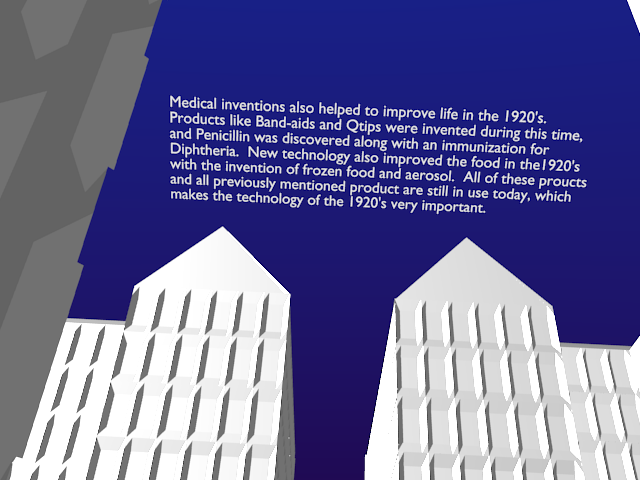 Medical inventions also helped to improve life in the 1920's.
Products like Band-aids and Qtips were invented during this time,
and Penicillin was discovered along with an immunization for
Diphtheria.  New technology also improved the food in the1920's
with the invention of frozen food and aerosol.  All of these proucts
and all previously mentioned product are still in use today, which
makes the technology of the 1920's very important.